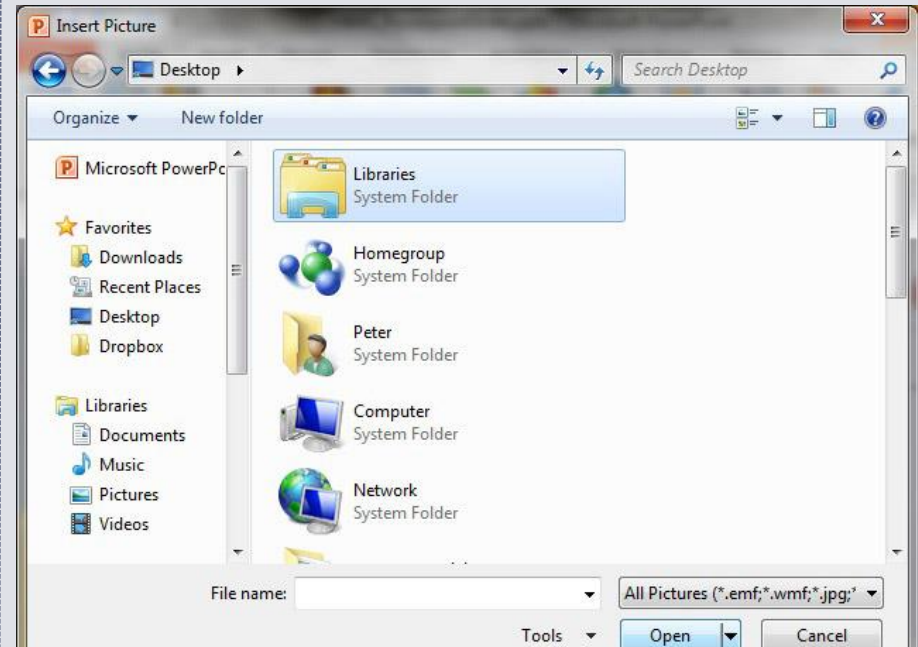 Insert Picture
Desktop
Search Desktop
Organize
New folder
Microsoft PowerPo
Favorites
Downloads
Recent Places
Desktop
Dropbox
Libraries
Documents
Music
Pictures
Videos
Libraries
System Folder
Homegroup
System Folder
Peter
System Folder
Computer
System Folder
Network
System Folder
File name:
All Pictures (*.emf;*.wmf;*.jpg;*
Tools
Open
Cancel